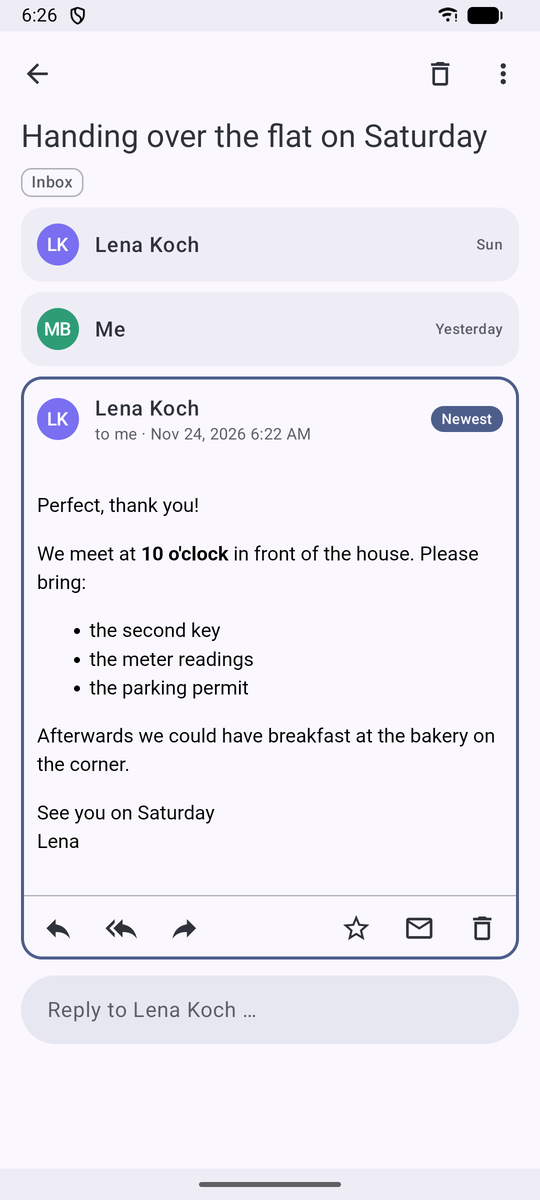 6:26
Handing over the flat on Saturday
Inbox
LK Lena Koch Sun
MB Me Yesterday
LK Lena Koch
to me · Nov 24, 2026 6:22 AM
Newest
Perfect, thank you!
We meet at 10 o'clock in front of the house. Please
bring:
• the second key
• the meter readings
• the parking permit
Afterwards we could have breakfast at the bakery on
the corner.
See you on Saturday
Lena
Reply to Lena Koch …